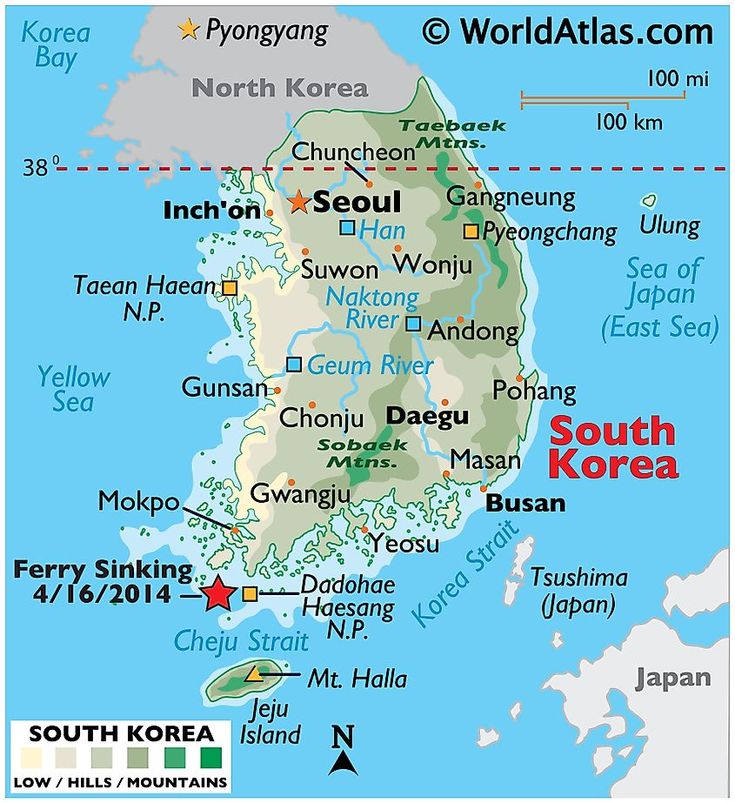 Korea
Bay
Pyongyang
© WorldAtlas.com
North Korea
100 mi
100 km
Taebaek
Mtns.
Chuncheon
38°
Inch'on
Seoul
Gangneung
Han
Pyeongchang
Ulung
Suwon
Wonju
Taean Haean
N.P.
Naktong
River
Sea of
Japan
(East Sea)
Andong
Yellow
Sea
Geum River
Gunsan
Pohang
Chonju
Daegu
South
Korea
Sobaek
Mtns.
Masan
Mokpo
Gwangju
Busan
Yeosu
Korea Strait
Ferry Sinking
4/16/2014
Dadohae
Haesang
N.P.
Tsushima
(Japan)
Cheju Strait
Mt. Halla
Japan
Jeju
Island
SOUTH KOREA
LOW / HILLS / MOUNTAINS
N